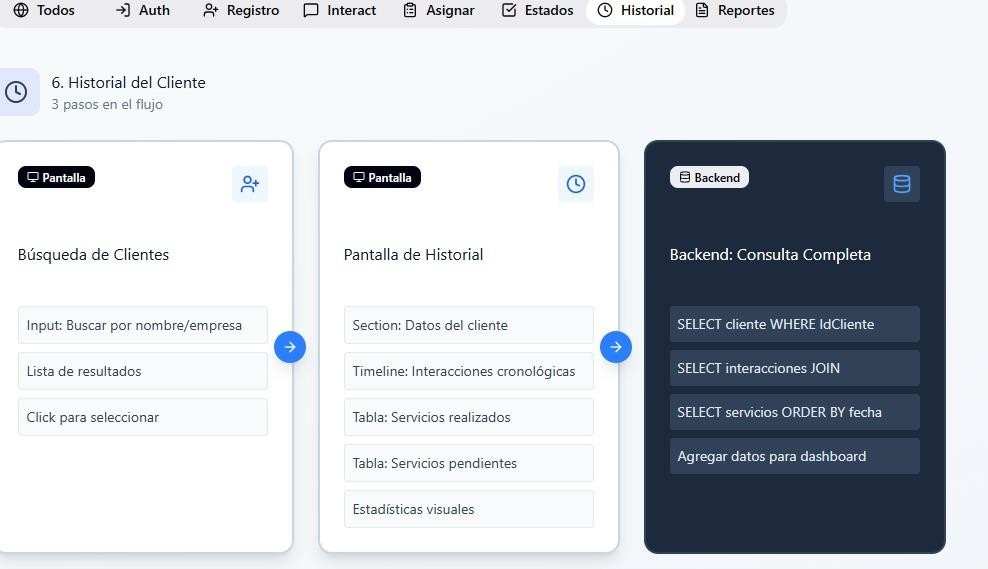 Todos
Auth
Registro
Interact
Asignar
Estados
Historial
Reportes
6. Historial del Cliente
3 pasos en el flujo
Pantalla
Búsqueda de Clientes
Input: Buscar por nombre/empresa
Lista de resultados
Click para seleccionar
Pantalla
Pantalla de Historial
Section: Datos del cliente
Timeline: Interacciones cronológicas
Tabla: Servicios realizados
Tabla: Servicios pendientes
Estadísticas visuales
Backend
Backend: Consulta Completa
SELECT cliente WHERE IdCliente
SELECT interacciones JOIN
SELECT servicios ORDER BY fecha
Agregar datos para dashboard